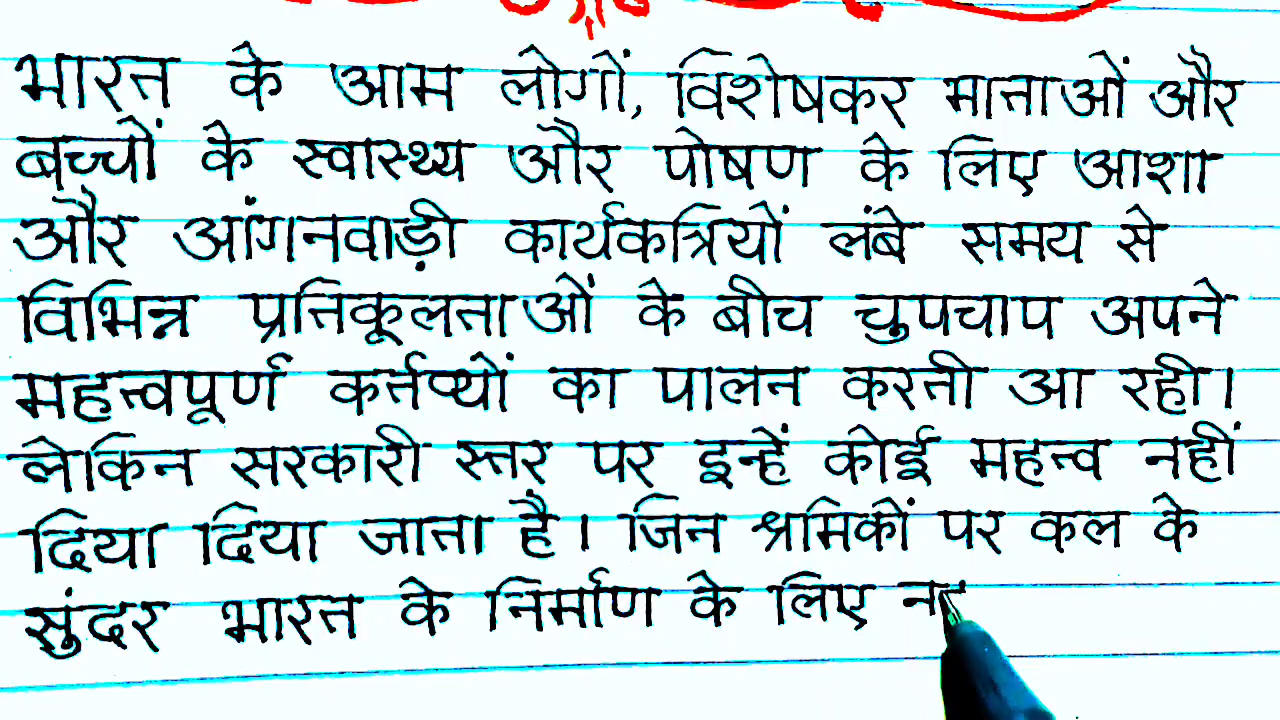 भारत के आम लोगों, विशेषकर माताओं और
बच्चों के स्वास्थ्य और पोषण के लिए आशा
और आंगनवाड़ी कार्यकत्रियों लंबे समय से
विभिन्न प्रतिकूलताओं के बीच चुपचाप अपने
महत्त्वपूर्ण कर्त्तव्यों का पालन करती आ रही।
लेकिन सरकारी स्तर पर इन्हें कोई महत्त्व नहीं
दिया दिया जाता है। जिन श्रमिकों पर कल के
सुंदर भारत के निर्माण के लिए